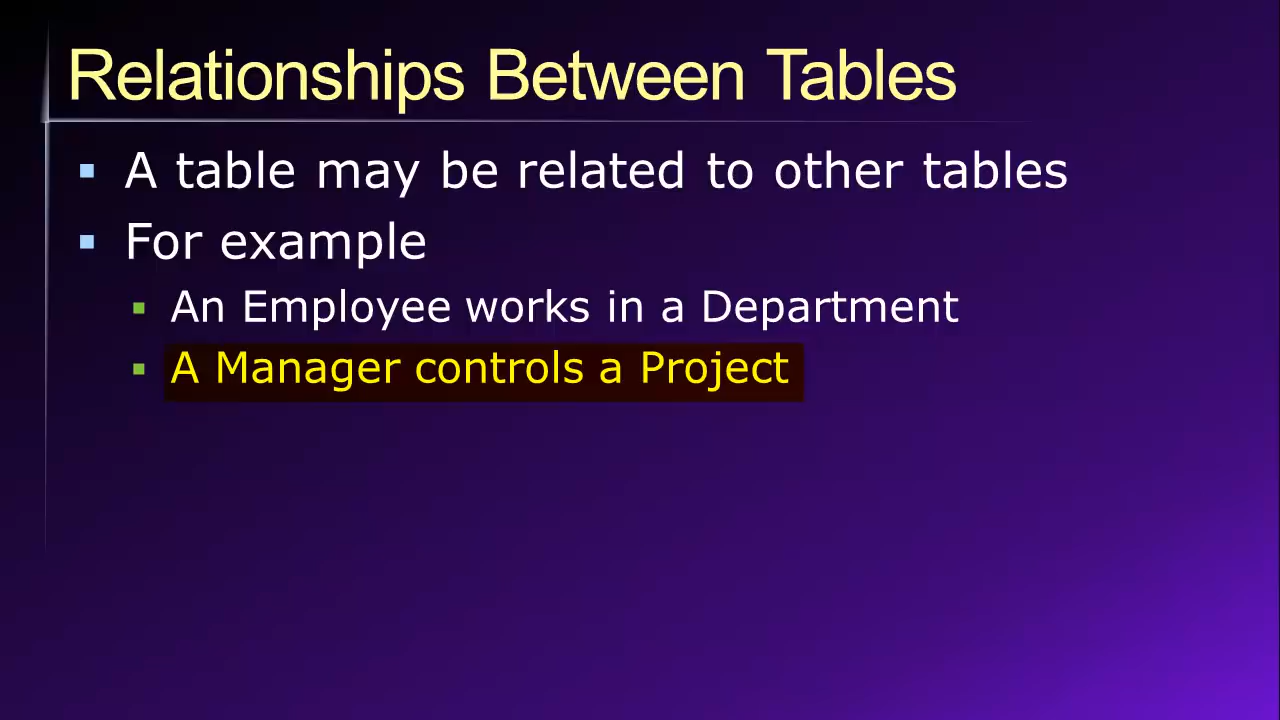 Relationships Between Tables
A table may be related to other tables
For example
An Employee works in a Department
A Manager controls a Project